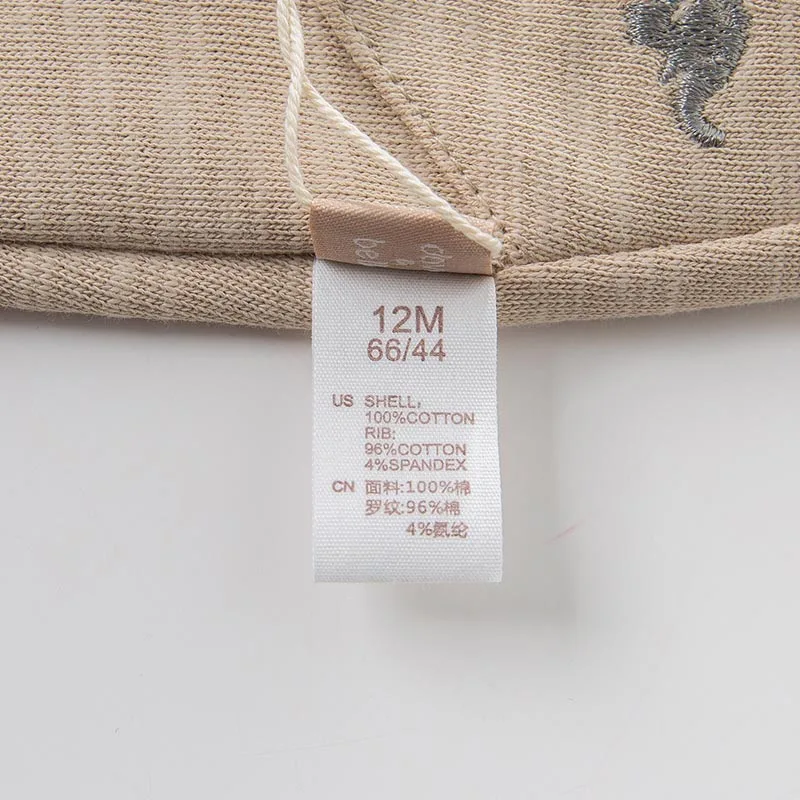 12M
66/44
US SHELL:
100%COTTON
RIB:
96%COTTON
4%SPANDEX
CN 面料:100%棉
罗纹:96%棉
4%氨纶